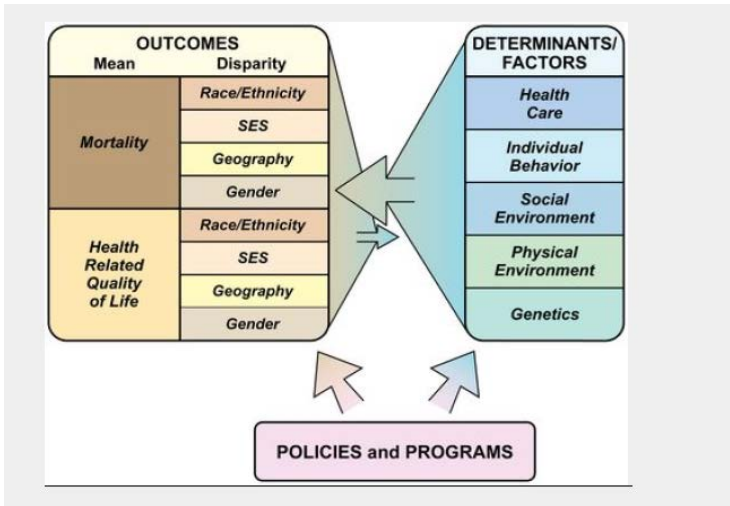 OUTCOMES
Mean Disparity
Mortality
Race/Ethnicity
SES
Geography
Gender
Health
Related
Quality
of Life
Race/Ethnicity
SES
Geography
Gender
DETERMINANTS/
FACTORS
Health
Care
Individual
Behavior
Social
Environment
Physical
Environment
Genetics
POLICIES and PROGRAMS